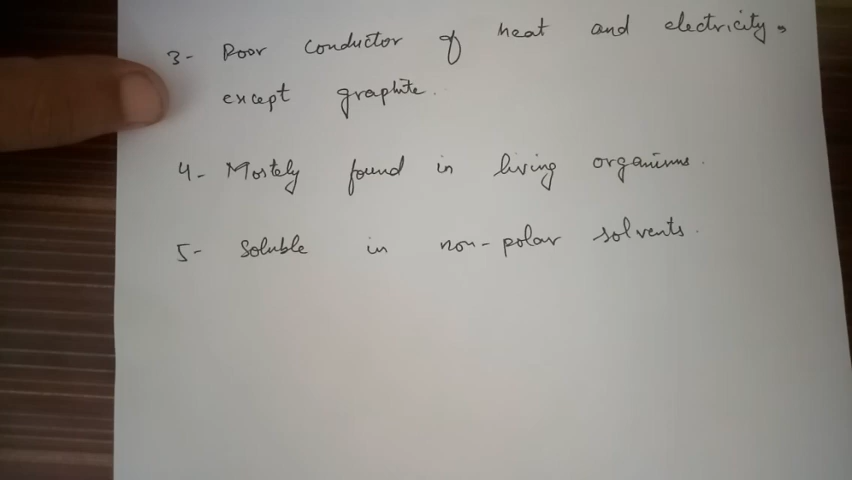 3- Poor conductor of heat and electricity,
except graphite.
4- Mostely found in living organisms.
5- Soluble in non-polar solvents.